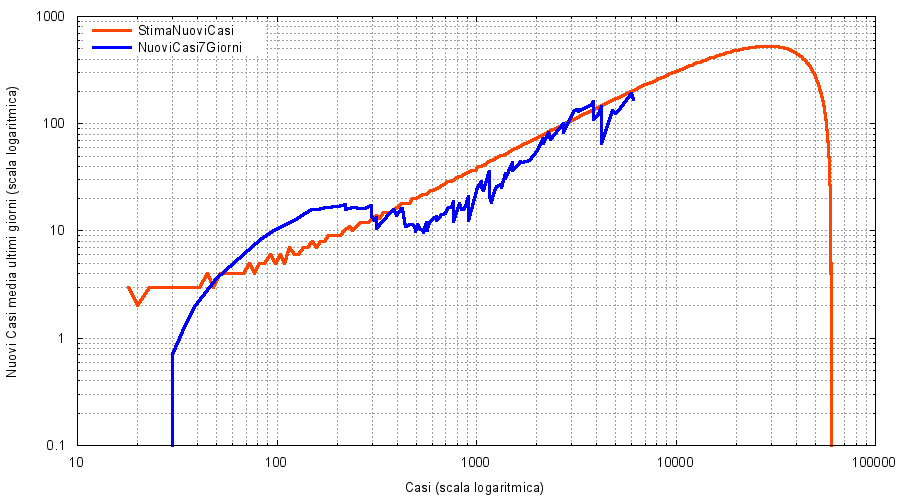 1000
StimaNuoviCasi
NuoviCasi7Giorni
100
10
1
0.1
Nuovi Casi media ultimi giorni (scala logaritmica)
10
100
1000
10000
100000
Casi (scala logaritmica)